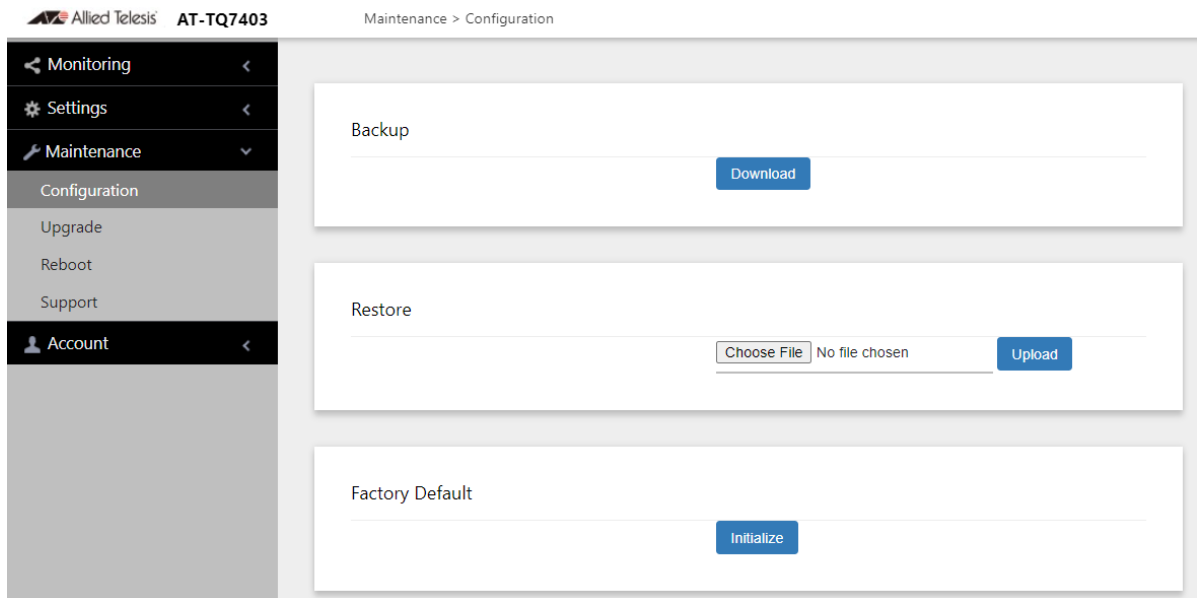 Allied Telesis AT-TQ7403 Maintenance > Configuration
Monitoring
Settings
Maintenance
Configuration
Upgrade
Reboot
Support
Account
Backup
Download
Restore
Choose File No file chosen Upload
Factory Default
Initialize